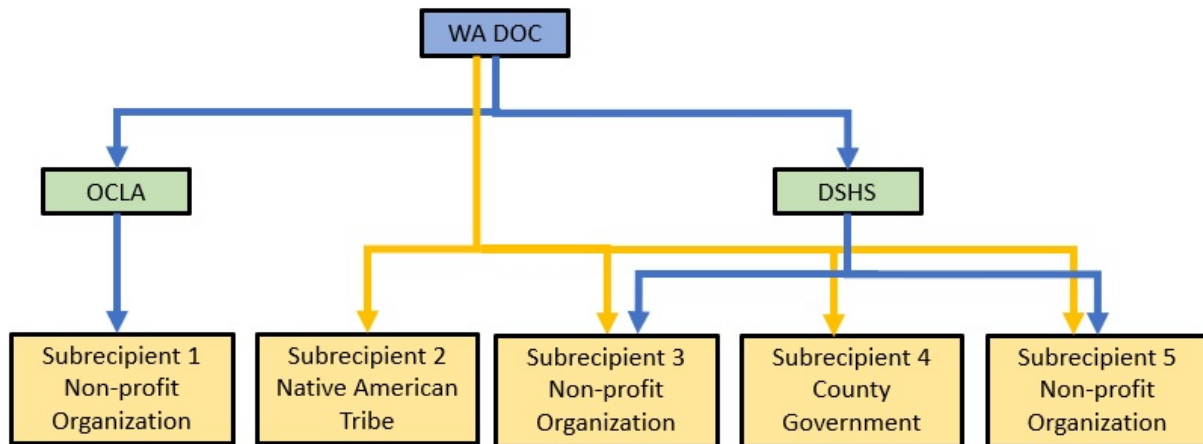 WA DOC
OCLA
DSHS
Subrecipient 1
Non-profit
Organization
Subrecipient 2
Native American
Tribe
Subrecipient 3
Non-profit
Organization
Subrecipient 4
County
Government
Subrecipient 5
Non-profit
Organization